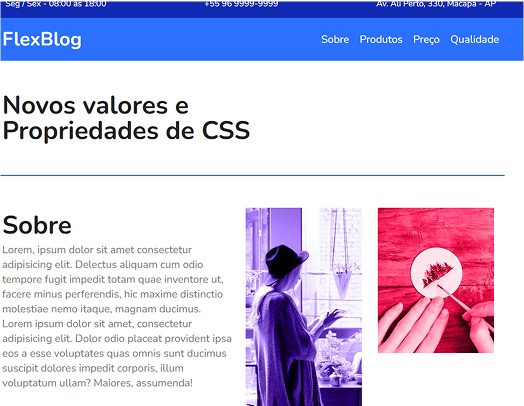 Seg / Sex - 08:00 às 18:00
+55 96 9999-9999
Av. Ali Perto, 330, Macapá - AP
FlexBlog
Sobre
Produtos
Preço
Qualidade
Novos valores e
Propriedades de CSS
Sobre
Lorem, ipsum dolor sit amet consectetur
adipisicing elit. Delectus aliquam cum odio
tempore fugit impedit totam quae inventore ut,
facere minus perferendis, hic maxime distinctio
molestiae nemo itaque, magnam ducimus.
Lorem ipsum dolor sit amet, consectetur
adipisicing elit. Dolor odio placeat provident ipsa
eos a esse voluptates quas omnis sunt ducimus
suscipit dolores impedit corporis, illum
voluptatum ullam? Maiores, assumenda!